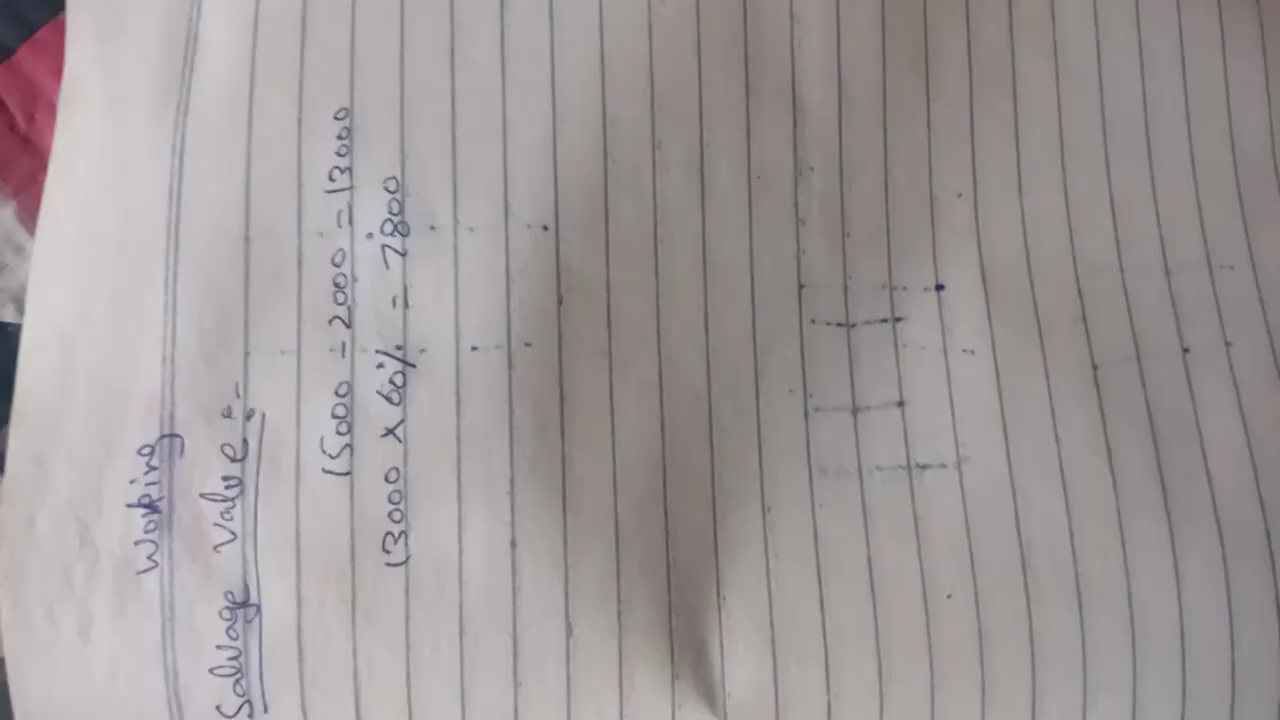 Working
Salvage Value :-
15000 - 2000 = 13000
13000 x 60% = 7800